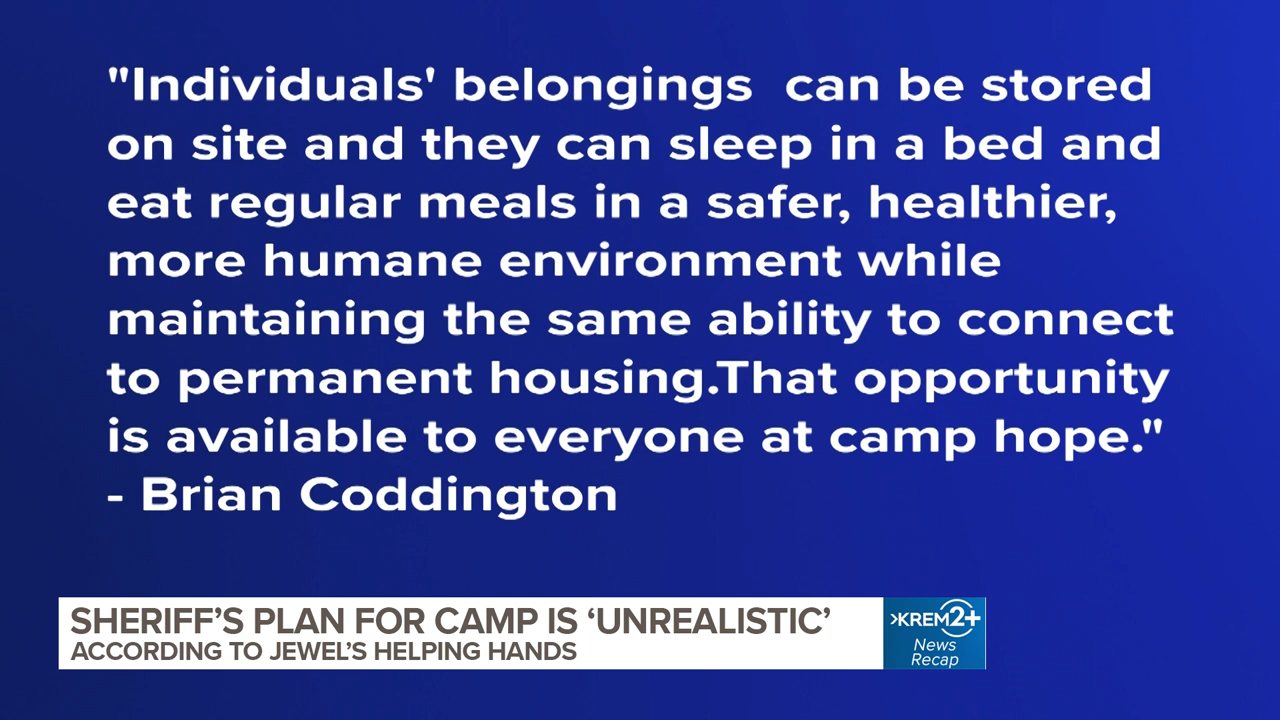 "Individuals' belongings  can be stored
on site and they can sleep in a bed and
eat regular meals in a safer, healthier,
more humane environment while
maintaining the same ability to connect
to permanent housing.That opportunity
is available to everyone at camp hope."
- Brian Coddington
SHERIFF'S PLAN FOR CAMP IS ‘UNREALISTIC’
ACCORDING TO JEWEL'S HELPING HANDS
KREM2+
News
Recap